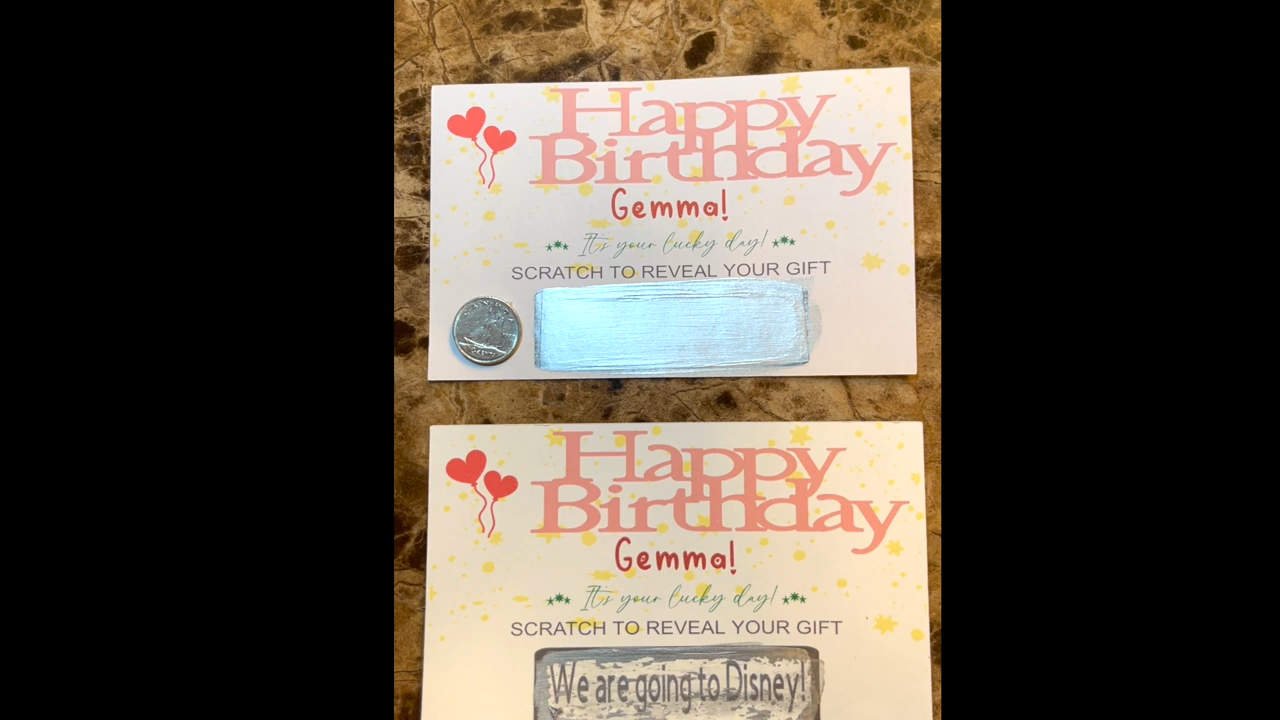 Happy
Birthday
Gemma!
It's your lucky day!
SCRATCH TO REVEAL YOUR GIFT
Happy
Birthday
Gemma!
It's your lucky day!
SCRATCH TO REVEAL YOUR GIFT
We are going to Disney!